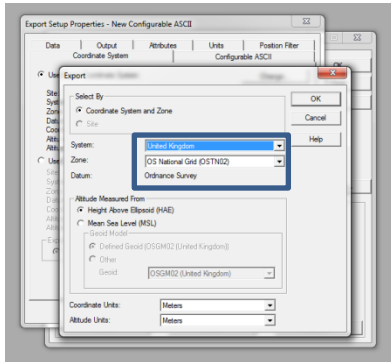 Export Setup Properties - New Configurable ASCII
Data Output Attributes Units Position Filter
Coordinate System Configurable ASCII
Export
Select By
Coordinate System and Zone
Site
OK
Cancel
Help
System: United Kingdom
Zone: OS National Grid (OSTN02)
Datum: Ordnance Survey
Altitude Measured From
Height Above Ellipsoid (HAE)
Mean Sea Level (MSL)
Geoid Model
Defined Geoid (OSGM02 (United Kingdom))
Other
Geoid: OSGM02 (United Kingdom)
Coordinate Units: Meters
Altitude Units: Meters